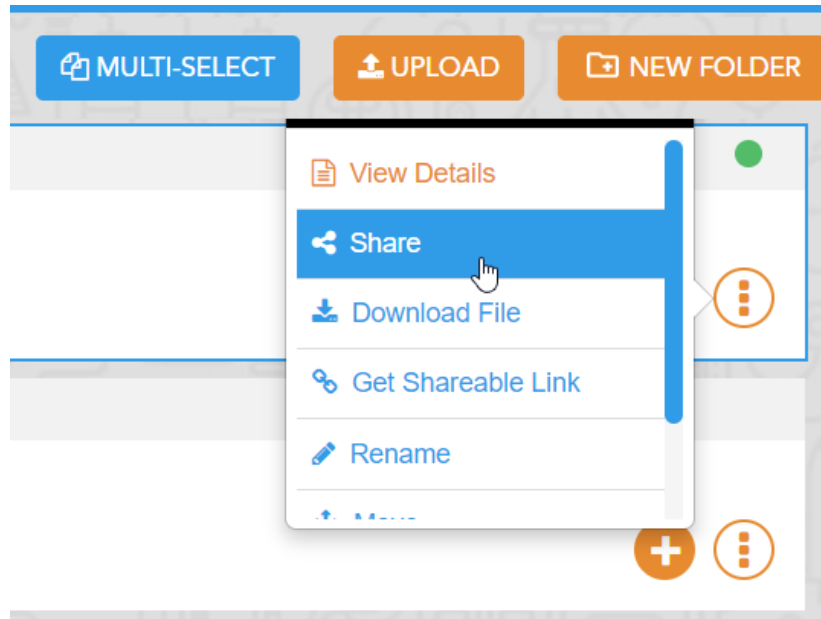 MULTI-SELECT UPLOAD NEW FOLDER
View Details
Share
Download File
Get Shareable Link
Rename